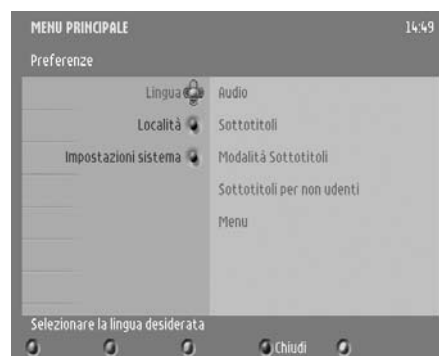 MENU PRINCIPALE 14:49
Preferenze
Lingua Audio
Località Sottotitoli
Impostazioni sistema Modalità Sottotitoli
Sottotitoli per non udenti
Menu
Selezionare la lingua desiderata
Chiudi